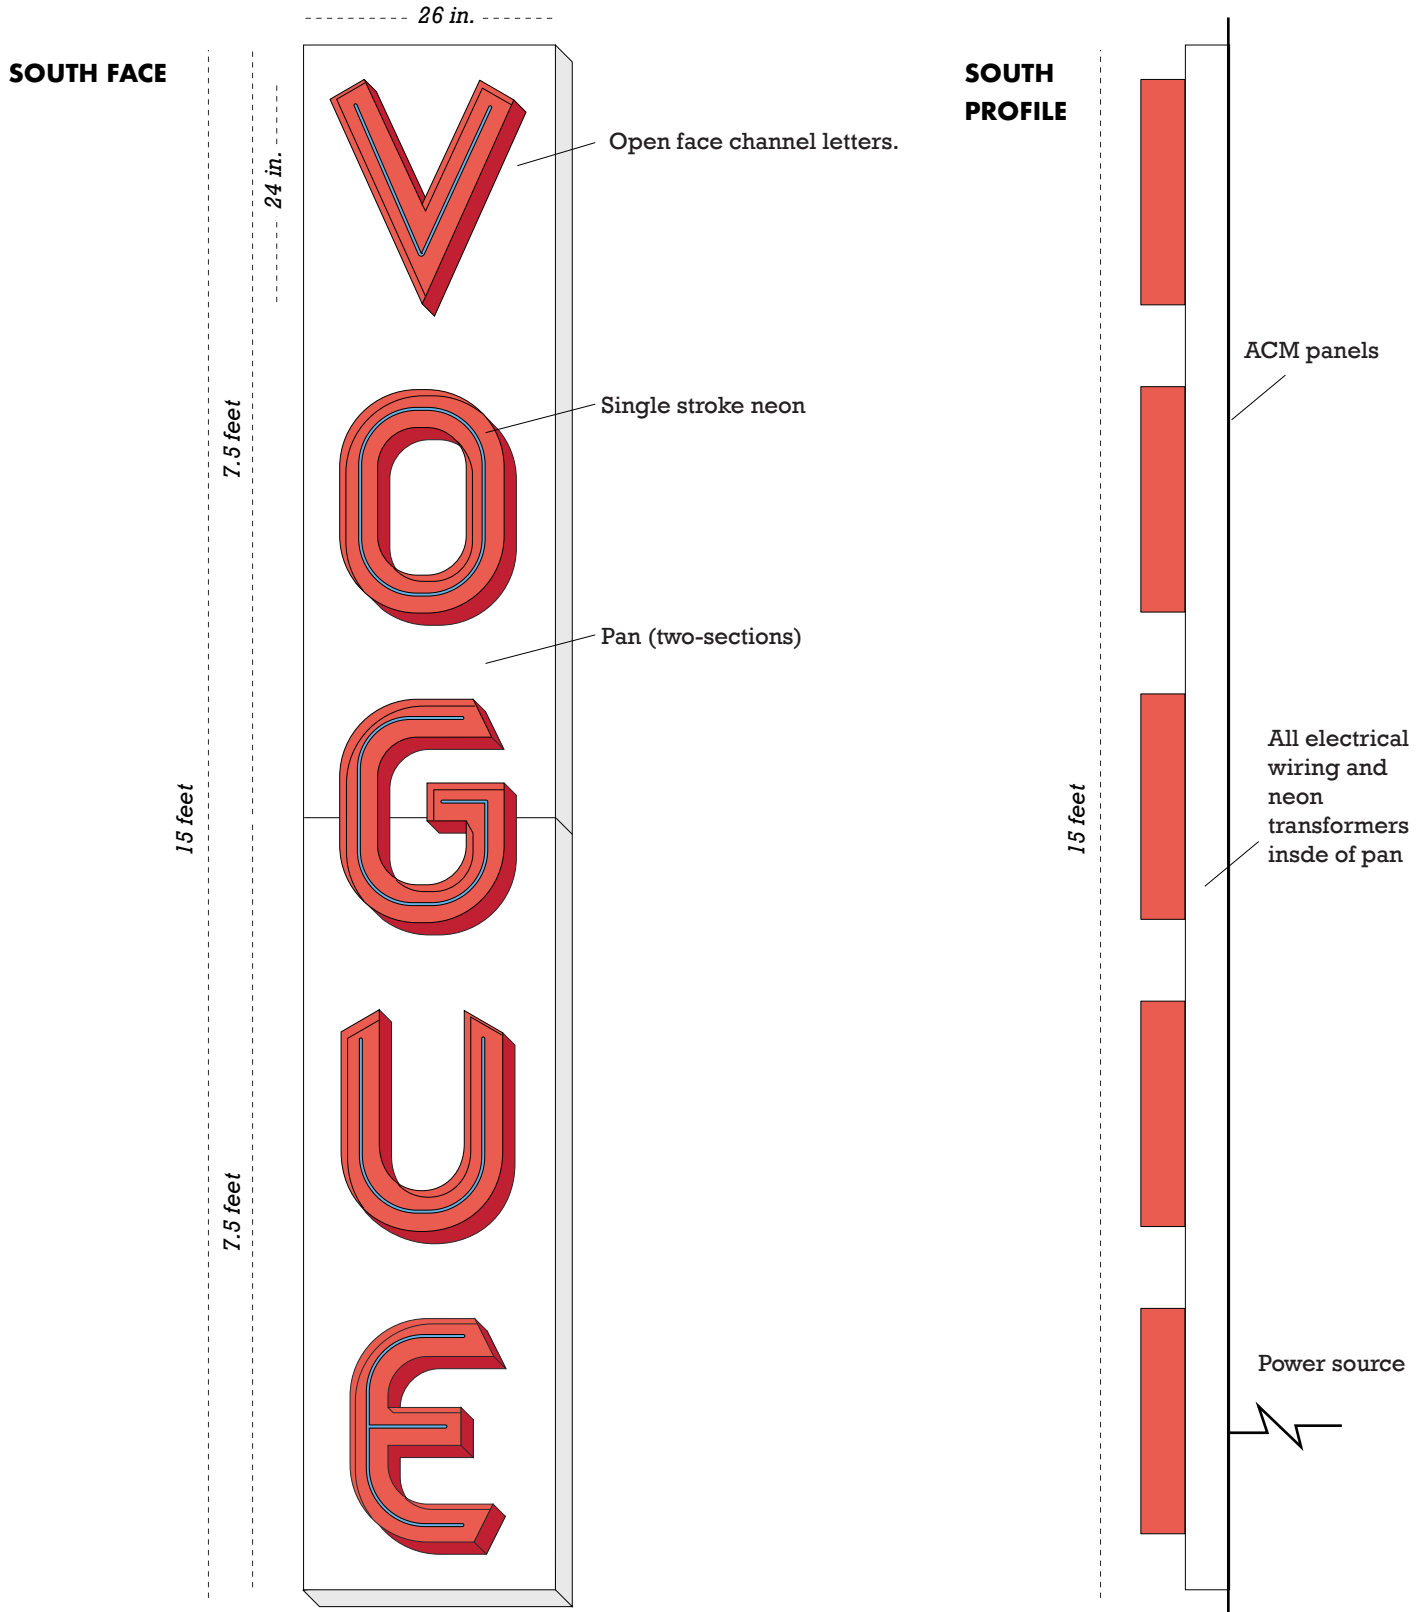 26 in.
SOUTH FACE
24 in.
7.5 feet
15 feet
7.5 feet
V
O
G
U
E
Open face channel letters.
Single stroke neon
Pan (two-sections)
SOUTH
PROFILE
15 feet
ACM panels
All electrical
wiring and
neon
transformers
insde of pan
Power source